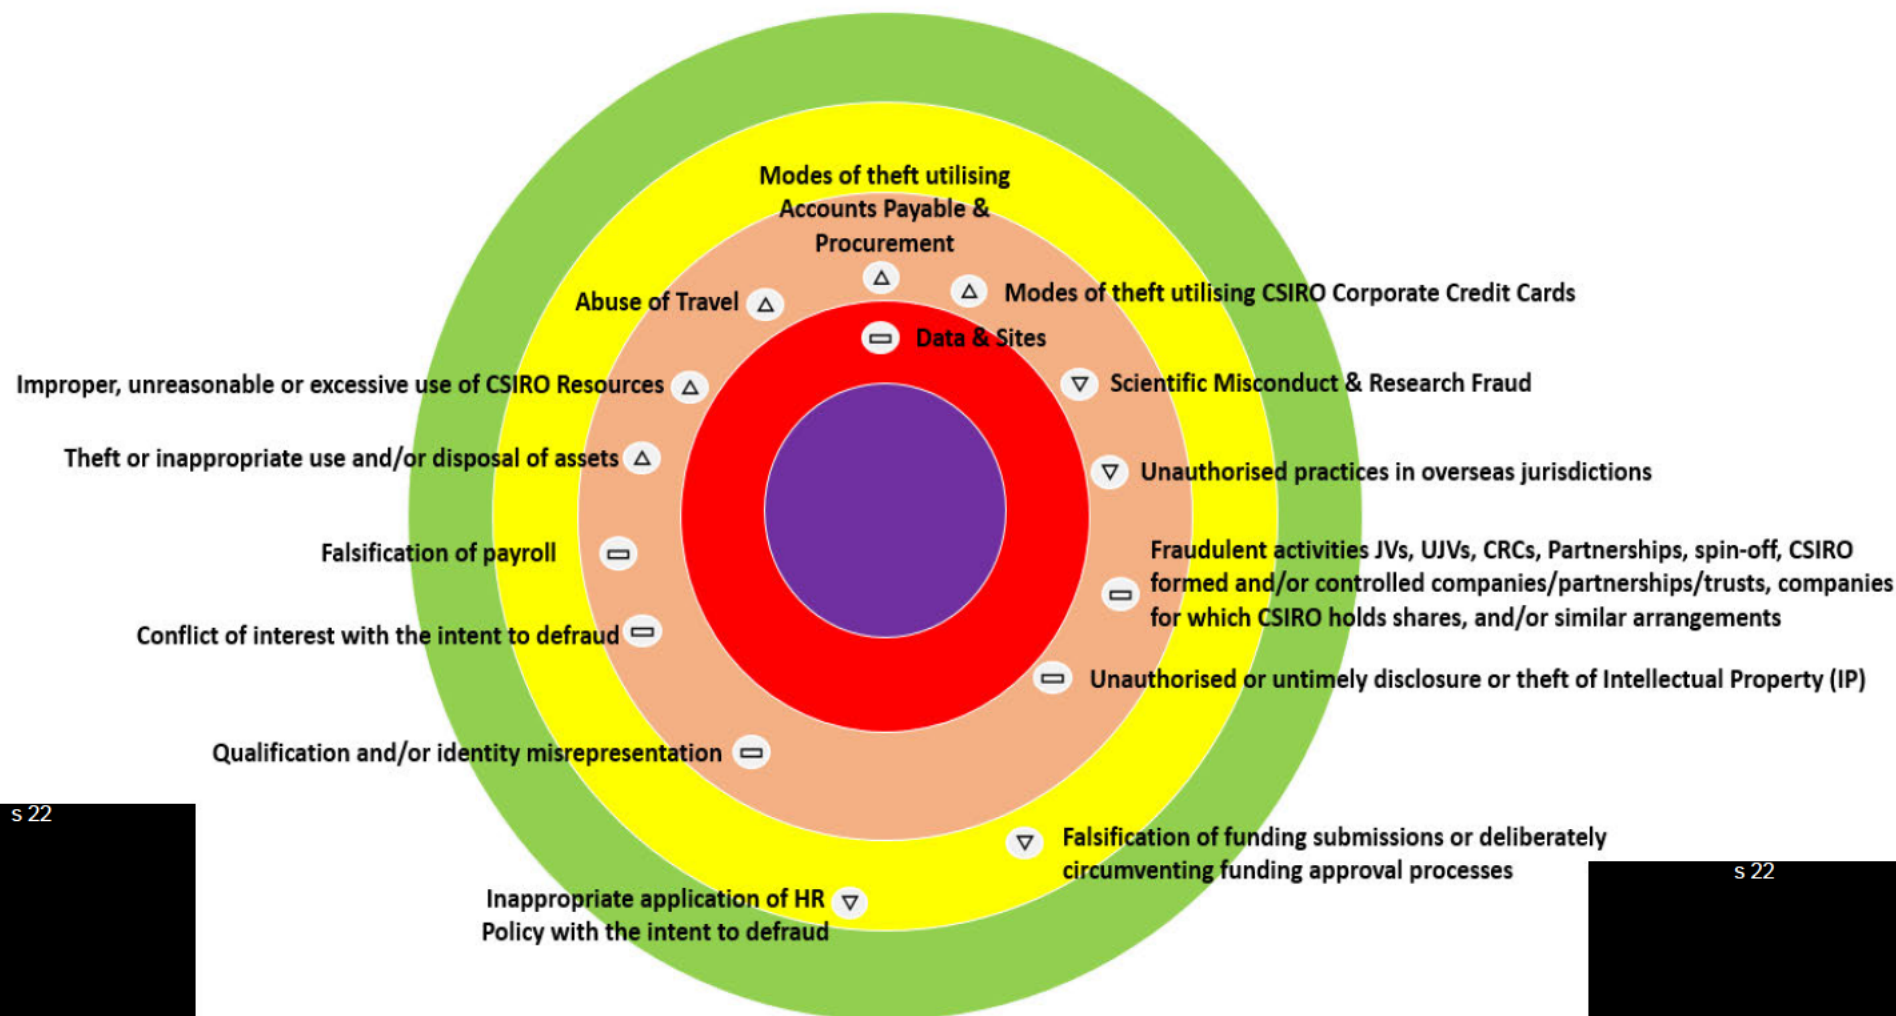 Modes of theft utilising
Accounts Payable &
Procurement
Modes of theft utilising CSIRO Corporate Credit Cards
Abuse of Travel
Data & Sites
Improper, unreasonable or excessive use of CSIRO Resources
Scientific Misconduct & Research Fraud
Theft or inappropriate use and/or disposal of assets
Unauthorised practices in overseas jurisdictions
Falsification of payroll
Fraudulent activities JVs, UJVs, CRCs, Partnerships, spin-off, CSIRO
formed and/or controlled companies/partnerships/trusts, companies
for which CSIRO holds shares, and/or similar arrangements
Conflict of interest with the intent to defraud
Unauthorised or untimely disclosure or theft of Intellectual Property (IP)
Qualification and/or identity misrepresentation
s 22
Falsification of funding submissions or deliberately
circumventing funding approval processes
s 22
Inappropriate application of HR
Policy with the intent to defraud